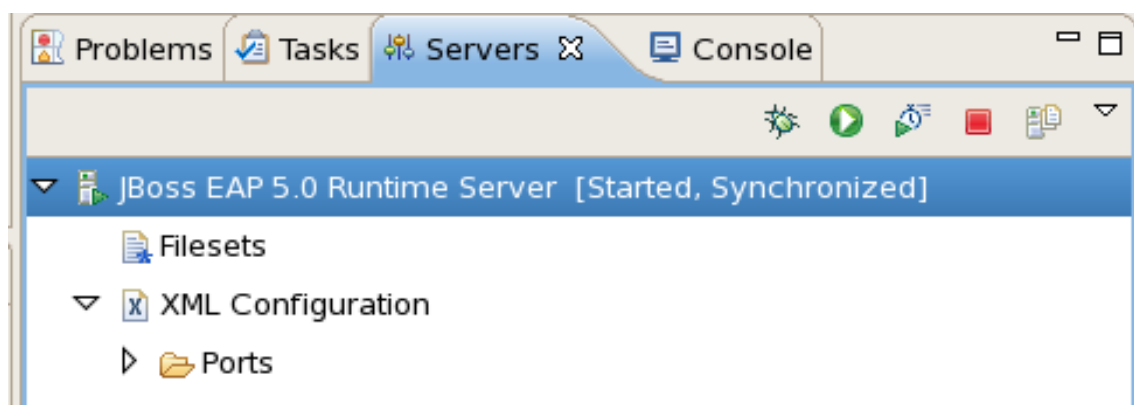 Problems Tasks Servers Console
JBoss EAP 5.0 Runtime Server [Started, Synchronized]
Filesets
XML Configuration
Ports